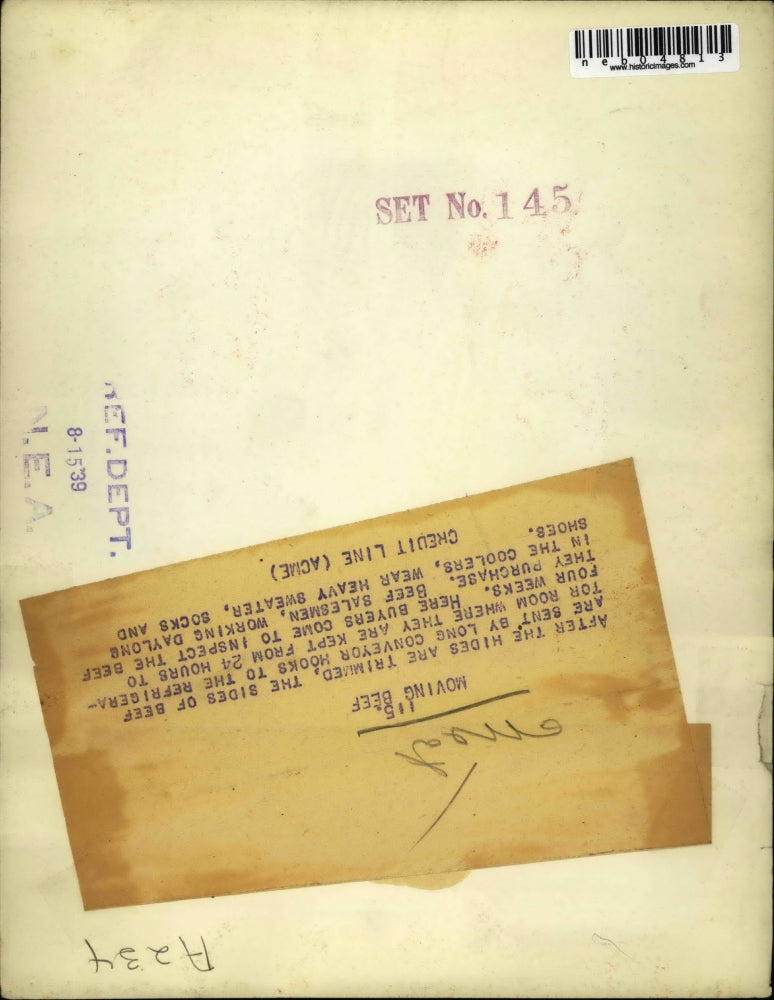 neb04813
www.historicimages.com
SET No. 145
REF. DEPT.
8-15 39
N.E.A.
Meat
115
MOVING BEEF
AFTER THE HIDES ARE TRIMMED, THE SIDES OF BEEF
ARE SENT BY LONG CONVEYOR HOOKS TO THE REFRIGERA-
TOR ROOM WHERE THEY ARE KEPT FROM 24 HOURS TO
FOUR WEEKS. HERE BUYERS COME TO INSPECT THE BEEF
THEY PURCHASE. BEEF SALESMEN, WORKING DAYLONG
IN THE COOLERS, WEAR HEAVY SWEATER, SOCKS AND
SHOES.
CREDIT LINE (ACME)
A234